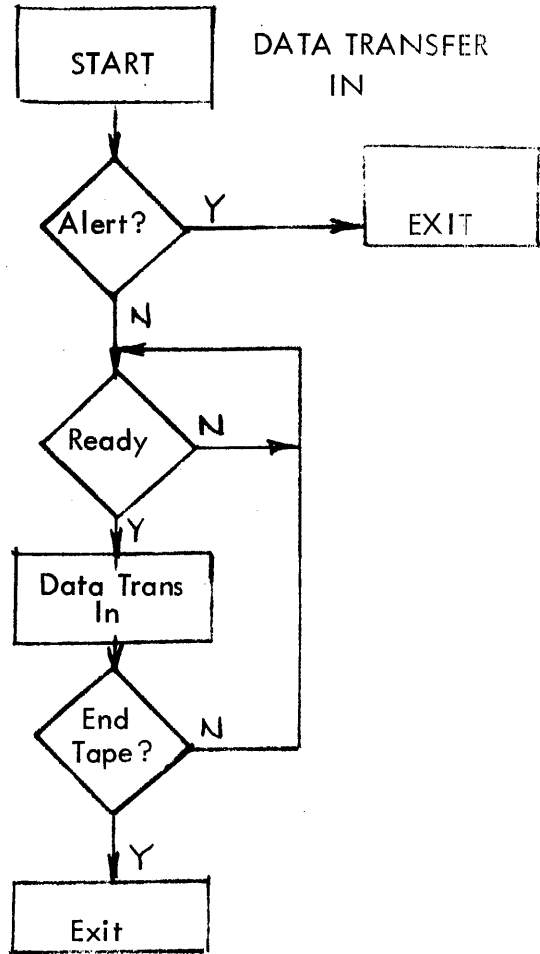 START
DATA TRANSFER
IN
Alert?
Y
EXIT
N
Ready
N
Y
Data Trans
In
End
Tape?
N
Y
Exit